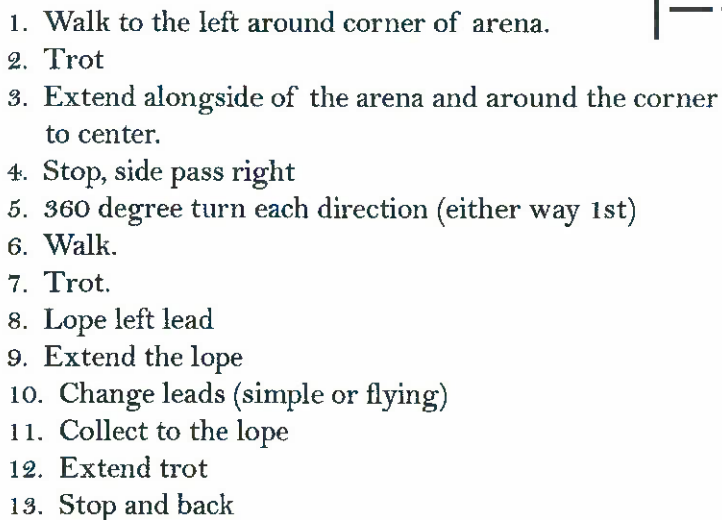 1. Walk to the left around corner of arena.
2. Trot
3. Extend alongside of the arena and around the corner
to center.
4. Stop, side pass right
5. 360 degree turn each direction (either way 1st)
6. Walk.
7. Trot.
8. Lope left lead
9. Extend the lope
10. Change leads (simple or flying)
11. Collect to the lope
12. Extend trot
13. Stop and back